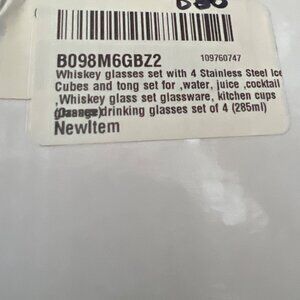 B098M6GBZ2 109760747
Whiskey glasses set with 4 Stainless Steel Ice
Cubes and tong set for ,water, juice ,cocktail
,Whiskey glass set glassware, kitchen cups
drinking glasses set of 4 (285ml)
NewItem